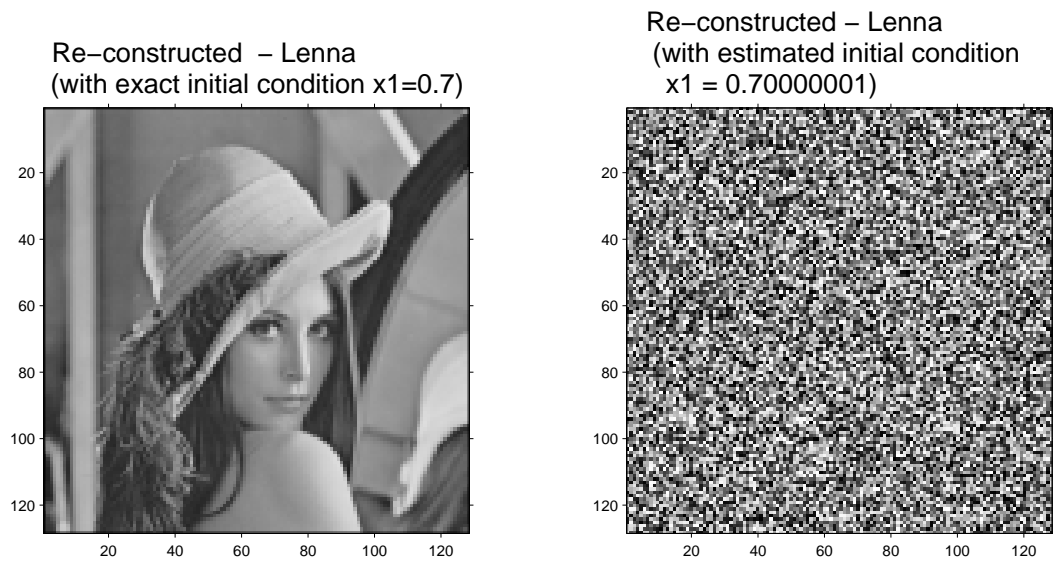 Re−constructed − Lenna
(with exact initial condition x1=0.7)
20
40
60
80
100
120
20 40 60 80 100 120
Re−constructed − Lenna
(with estimated initial condition
x1 = 0.70000001)
20
40
60
80
100
120
20 40 60 80 100 120